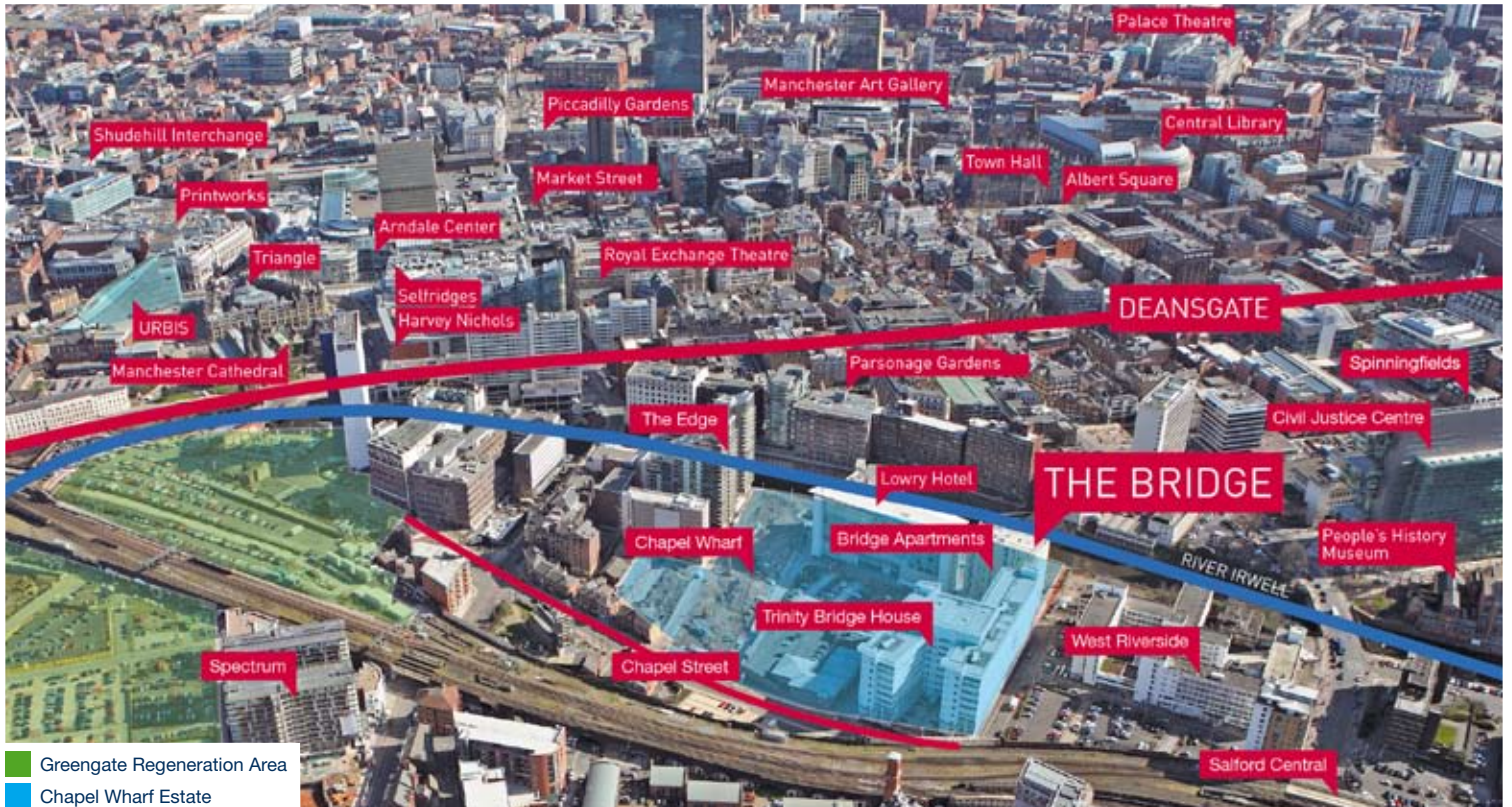 Palace Theatre
Manchester Art Gallery
Piccadilly Gardens
Central Library
Shudehill Interchange
Town Hall
Market Street
Albert Square
Printworks
Arndale Center
Triangle
Royal Exchange Theatre
Selfridges
Harvey Nichols
DEANSGATE
URBIS
Manchester Cathedral
Parsonage Gardens
Spinningfields
The Edge
Civil Justice Centre
Lowry Hotel
THE BRIDGE
Chapel Wharf
Bridge Apartments
People's History
Museum
RIVER IRWELL
Trinity Bridge House
West Riverside
Spectrum
Chapel Street
Salford Central
Greengate Regeneration Area
Chapel Wharf Estate